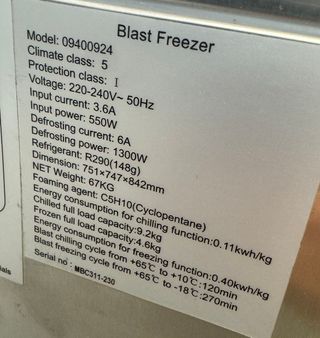 Blast Freezer
Model: 09400924
Climate class: 5
Protection class: I
Voltage: 220-240V~ 50Hz
Input current: 3.6A
Input power: 550W
Defrosting current: 6A
Defrosting power: 1300W
Refrigerant: R290(148g)
Dimension: 751×747×842mm
NET Weight: 67KG
Foaming agent: C5H10(Cyclopentane)
Energy consumption for chilling function:0.11kwh/kg
Chilled full load capacity:9.2kg
Energy consumption for freezing function:0.40kwh/kg
Frozen full load capacity:4.6kg
Blast chilling cycle from +65℃ to +10℃:120min
Blast freezing cycle from +65℃ to -18℃:270min
Serial no : MBC311-230